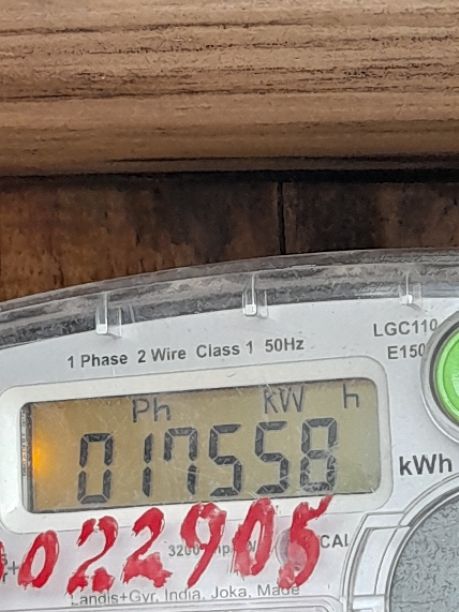 LGC110
1 Phase 2 Wire Class 1 50Hz
E150
Ph KW h
017558
kWh
022905
3200
CAL
Landis+Gyr, India, Joka, Made